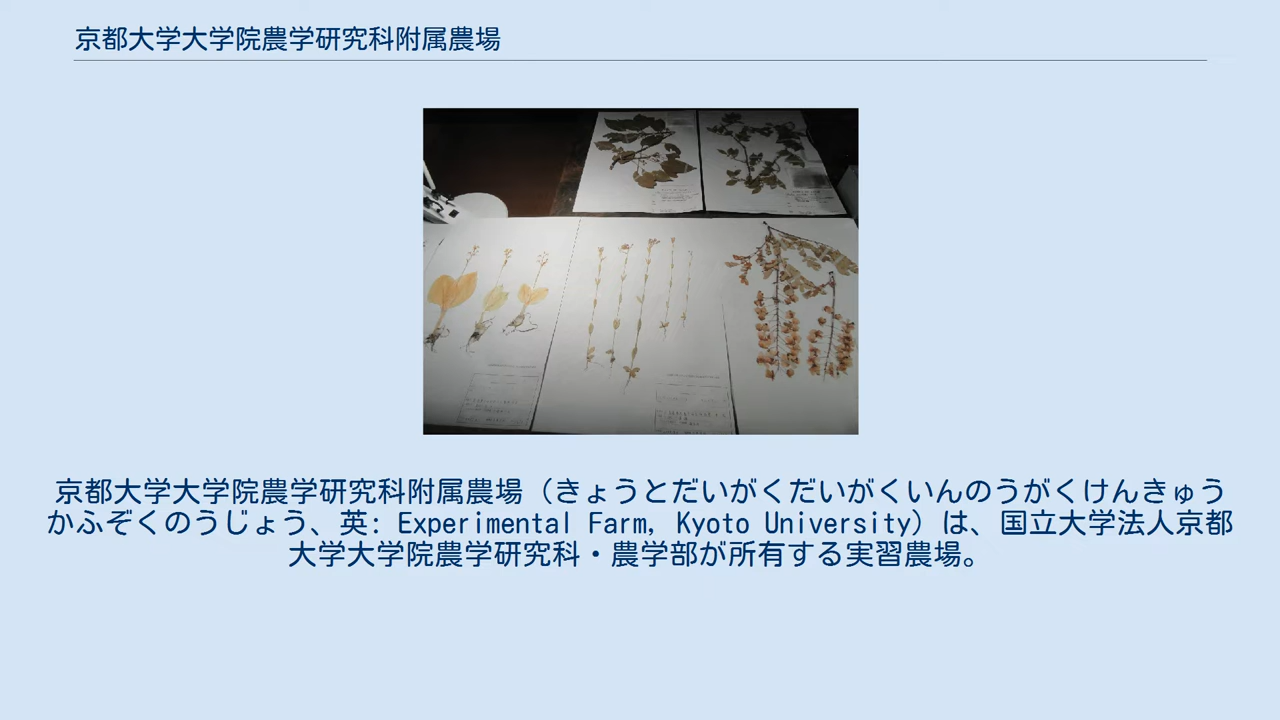 京都大学大学院農学研究科附属農場
京都大学大学院農学研究科附属農場（きょうとだいがくだいがくいんのうがくけんきゅう
かふぞくのうじょう、英: Experimental Farm, Kyoto University）は、国立大学法人京都
大学大学院農学研究科・農学部が所有する実習農場。